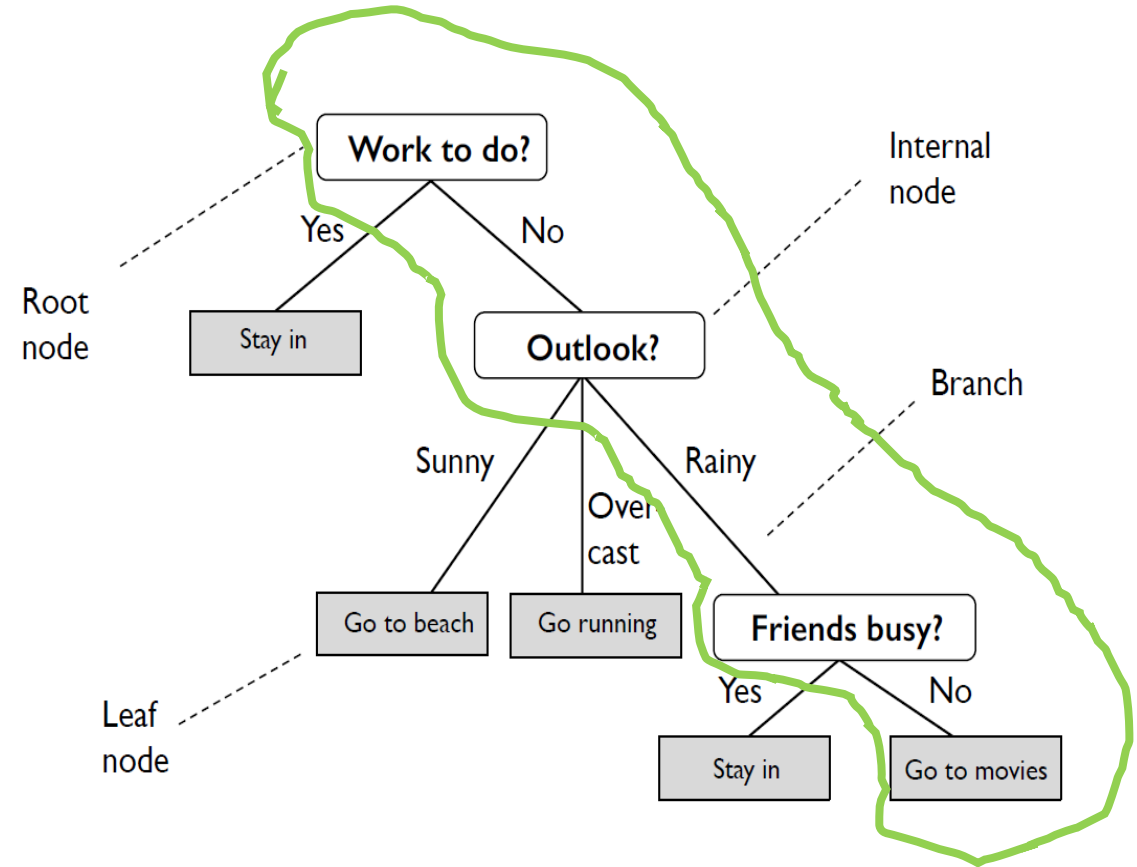 Work to do?
Internal
node
Yes
No
Root
node
Stay in
Outlook?
Branch
Sunny
Rainy
Over
cast
Go to beach
Go running
Friends busy?
Yes
No
Leaf
node
Stay in
Go to movies